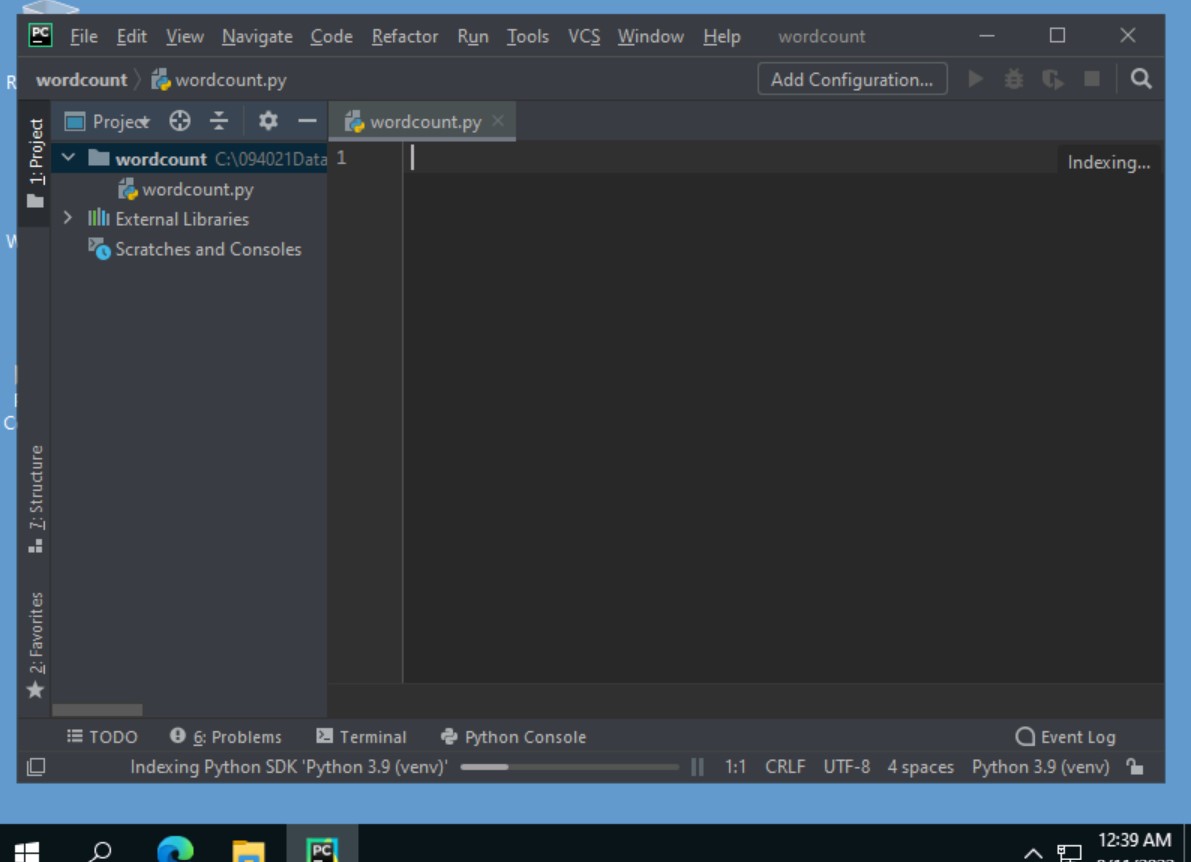 PC File Edit View Navigate Code Refactor Run Tools VCS Window Help wordcount
R
wordcount wordcount.py Add Configuration...
1: Project
Project wordcount.py
wordcount C:\094021Data 1 Indexing...
wordcount.py
External Libraries
W
Scratches and Consoles
C
7: Structure
2: Favorites
TODO 6: Problems Terminal Python Console Event Log
Indexing Python SDK 'Python 3.9 (venv)' 1:1 CRLF UTF-8 4 spaces Python 3.9 (venv)
PC 12:39 AM